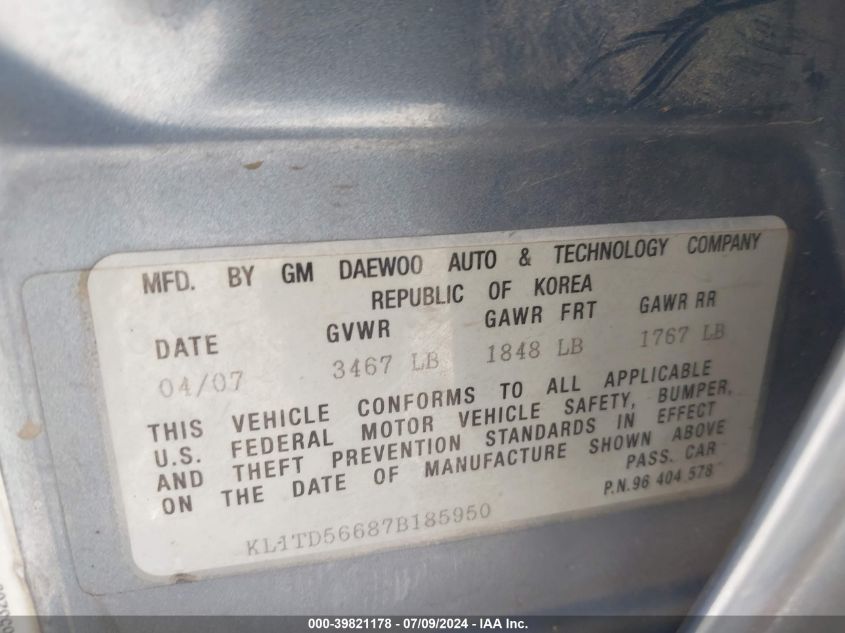 MFD. BY GM DAEWOO AUTO & TECHNOLOGY COMPANY
REPUBLIC OF KOREA
DATE GVWR GAWR FRT GAWR RR
04/07 3467 LB 1848 LB 1767 LB
THIS VEHICLE CONFORMS TO ALL APPLICABLE
U.S. FEDERAL MOTOR VEHICLE SAFETY, BUMPER,
AND THEFT PREVENTION STANDARDS IN EFFECT
ON THE DATE OF MANUFACTURE SHOWN ABOVE
PASS. CAR
P.N.96 404 578
KL1TD56687B185950
000-39821178 - 07/09/2024 - IAA Inc.